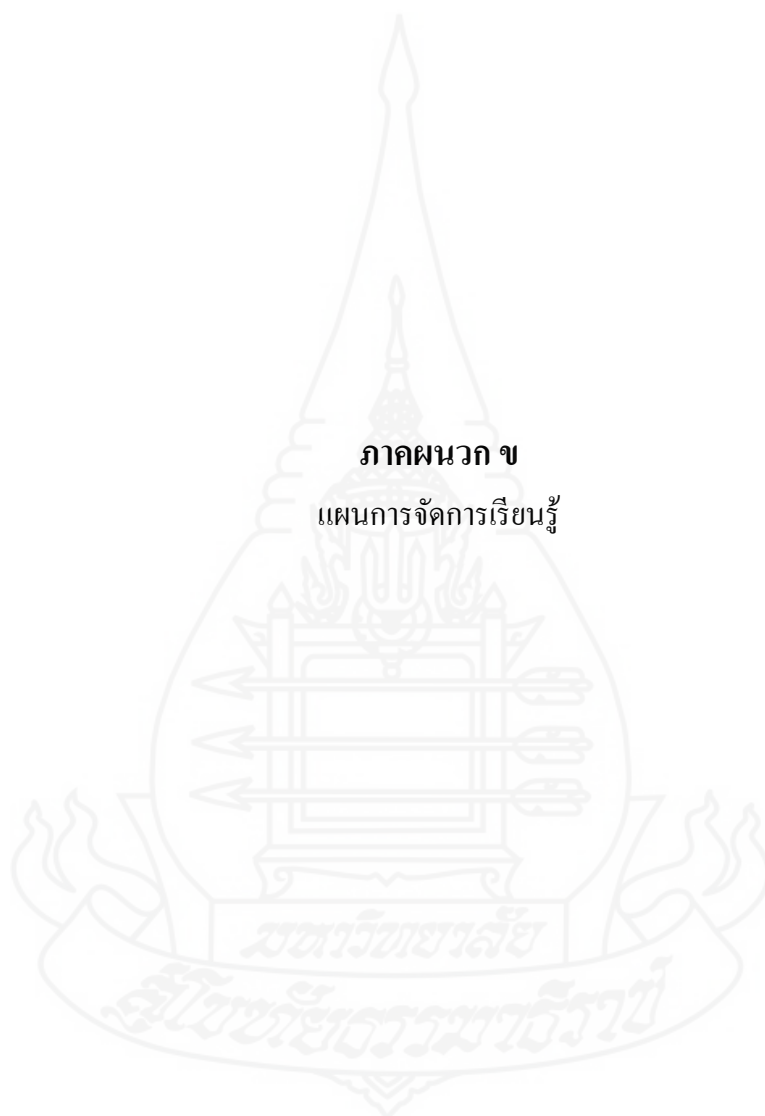 ภาคผนวก ข
แผนการจัดการเรียนรู้
มหาวิทยาลัย
สุโขทัยธรรมาธิราช